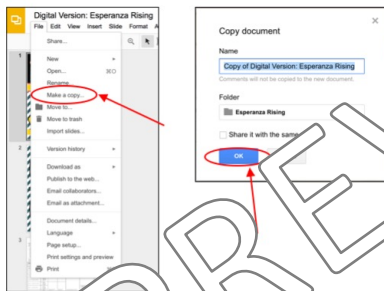 Digital Version: Esperanza Rising
File Edit View Insert Slide Format A
Share...
1
New
Open... ⌘O
Rename...
Make a copy...
Move to...
Move to trash
Import slides...
2
Version history
Download as
Publish to the web...
Email collaborators...
Email as attachment...
Document details...
Language
3
Page setup...
Print settings and preview
Print
Copy document
Name
Copy of Digital Version: Esperanza Rising
Comments will not be copied to the new document.
Folder
Esperanza Rising
Share it with the same
OK